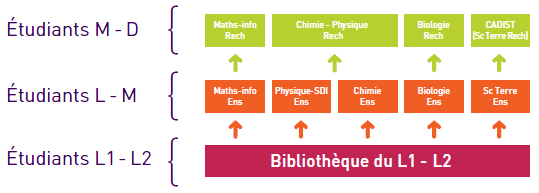 Étudiants M - D
Maths-info
Rech
Chimie - Physique
Rech
Biologie
Rech
CADIST
(Sc Terre Rech)
Étudiants L - M
Maths-info
Ens
Physique-SDI
Ens
Chimie
Ens
Biologie
Ens
Sc Terre
Ens
Étudiants L1 - L2
Bibliothèque du L1 - L2